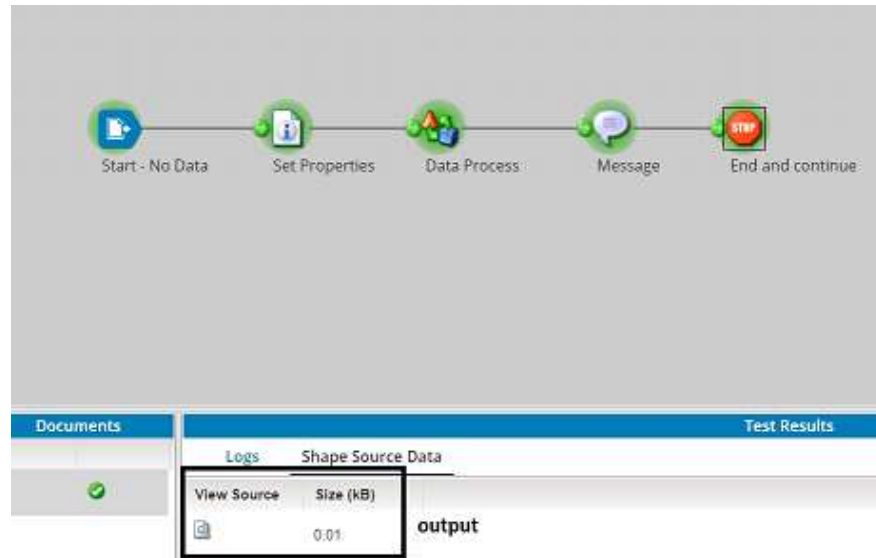 Start - No Data
Set Properties
Data Process
Message
STOP
End and continue
Documents
Test Results
Logs
Shape Source Data
View Source
Size (kB)
0.01
output